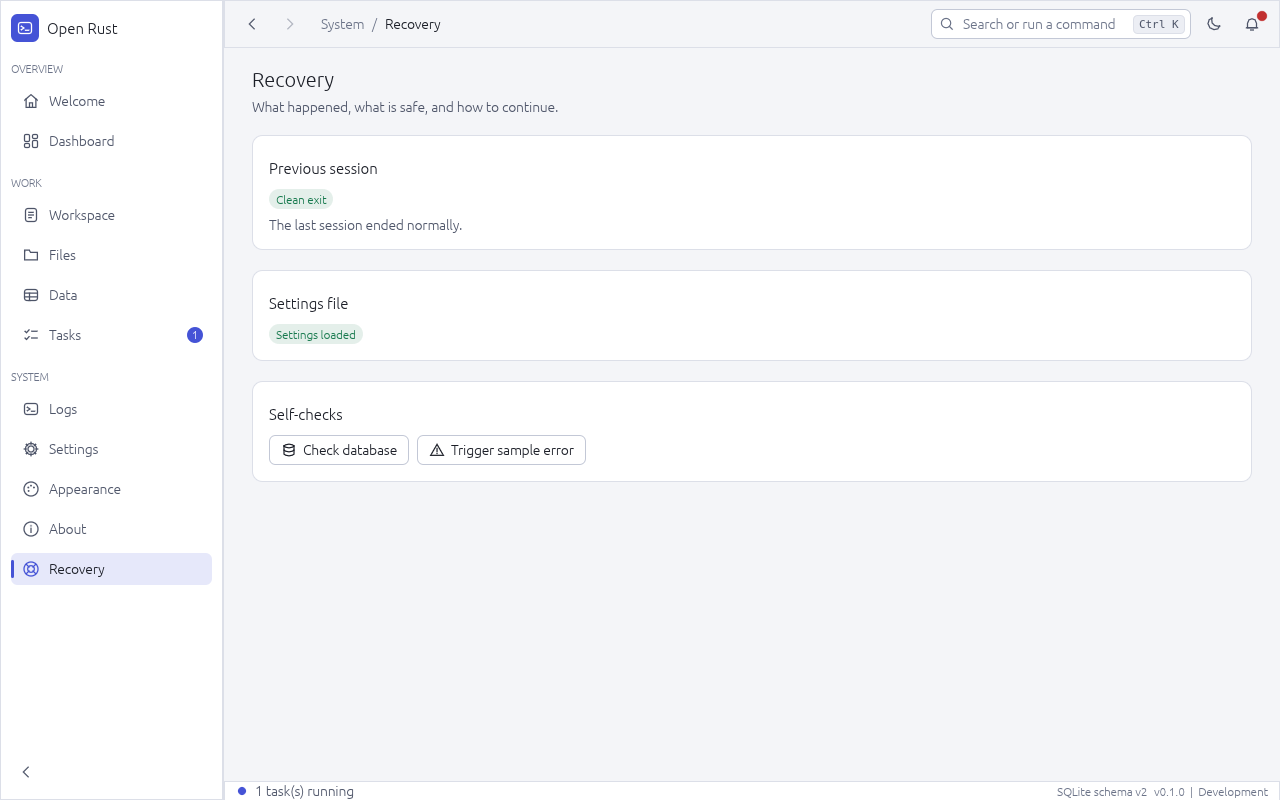 Open Rust
OVERVIEW
Welcome
Dashboard
WORK
Workspace
Files
Data
Tasks 1
SYSTEM
Logs
Settings
Appearance
About
Recovery
System / Recovery
Search or run a command Ctrl K
Recovery
What happened, what is safe, and how to continue.
Previous session
Clean exit
The last session ended normally.
Settings file
Settings loaded
Self-checks
Check database Trigger sample error
1 task(s) running
SQLite schema v2 v0.1.0 | Development